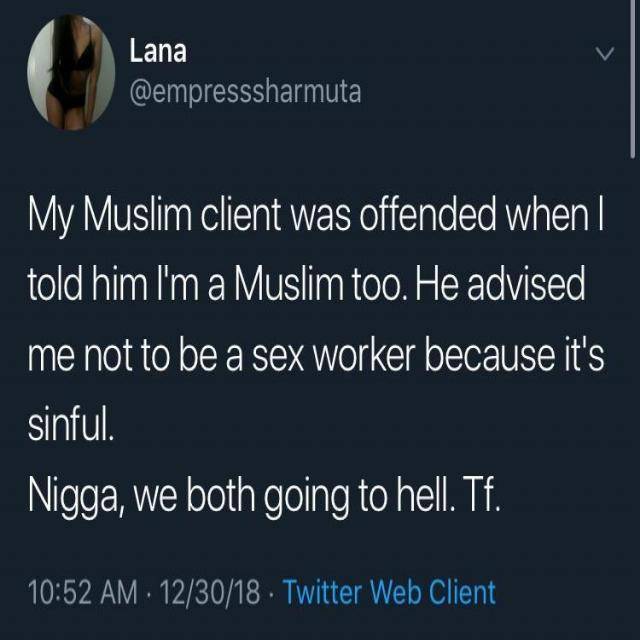 Lana
@empresssharmuta
My Muslim client was offended when I
told him I'm a Muslim too. He advised
me not to be a sex worker because it's
sinful.
Nigga, we both going to hell. Tf.
10:52 AM · 12/30/18 · Twitter Web Client